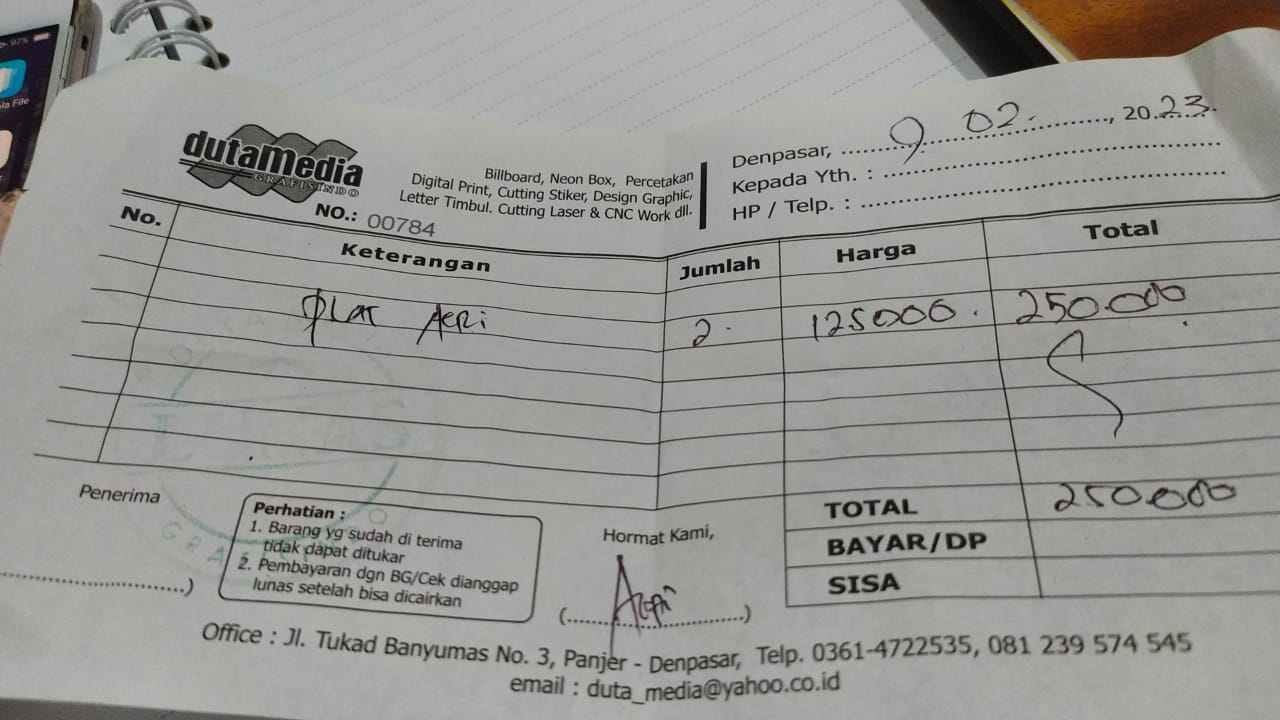 97%
la File
dutamedia
GRAFISINDO
Billboard, Neon Box, Percetakan
Digital Print, Cutting Stiker, Design Graphic,
Letter Timbul. Cutting Laser & CNC Work dll.
Denpasar, 9 02. , 2023.
Kepada Yth. :
HP / Telp. :
NO.: 00784
No. Keterangan Jumlah Harga Total
Plat Acri 2. 125000. 250.000
TOTAL 250.000
BAYAR/DP
SISA
Penerima
Perhatian :
1. Barang yg sudah di terima
tidak dapat ditukar
2. Pembayaran dgn BG/Cek dianggap
lunas setelah bisa dicairkan
Hormat Kami,
Office : Jl. Tukad Banyumas No. 3, Panjer - Denpasar, Telp. 0361-4722535, 081 239 574 545
email : duta_media@yahoo.co.id